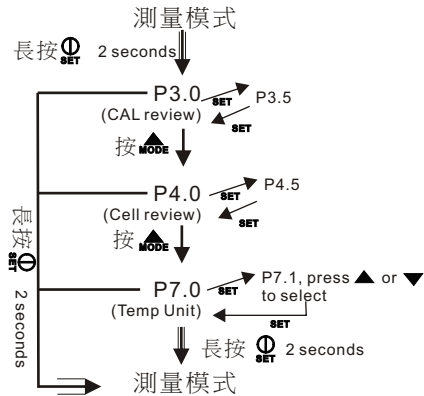 測量模式
長按 SET 2 seconds
P3.0 SET P3.5
(CAL review) SET
按 MODE
P4.0 SET P4.5
(Cell review) SET
按 MODE
P7.0 SET P7.1, press ▲ or ▼
(Temp Unit) to select
SET
長按 SET 2 seconds
長按 SET 2 seconds
測量模式